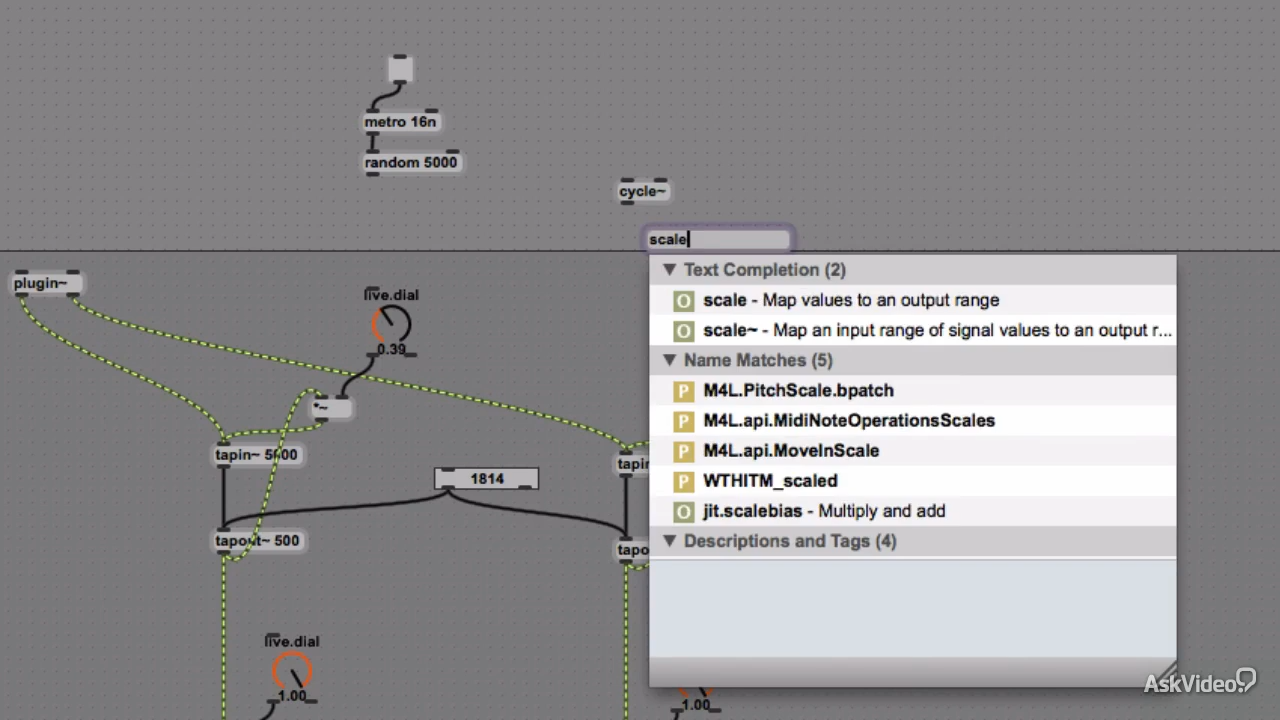 metro 16n
random 5000
cycle~
scale
plugin~
live.dial
0.39
*~
tapin~ 5000
1814
tapin
tapout~ 500
tapo
live.dial
1.00
1.00
Text Completion (2)
scale - Map values to an output range
scale~ - Map an input range of signal values to an output r...
Name Matches (5)
M4L.PitchScale.bpatch
M4L.api.MidiNoteOperationsScales
M4L.api.MoveInScale
WTHITM_scaled
jit.scalebias - Multiply and add
Descriptions and Tags (4)
AskVideo